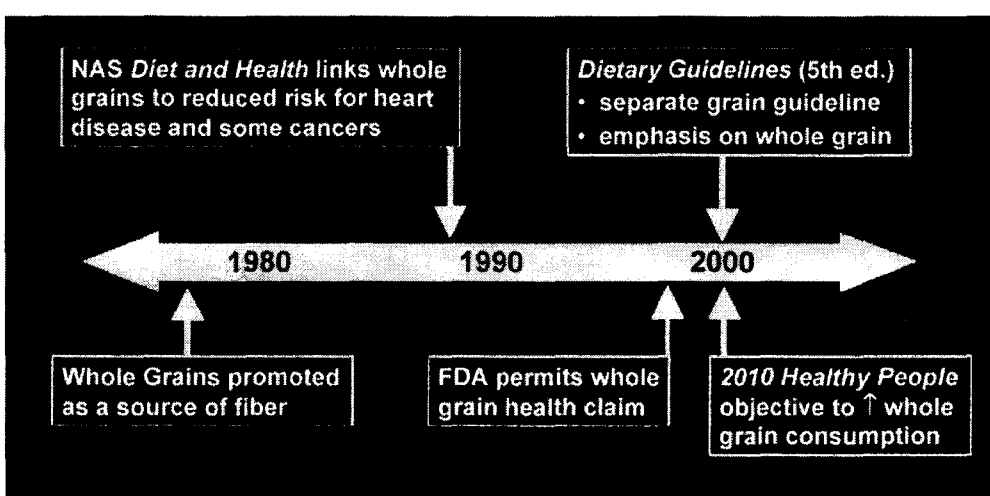 NAS Diet and Health links whole
grains to reduced risk for heart
disease and some cancers
Dietary Guidelines (5th ed.)
• separate grain guideline
• emphasis on whole grain
1980 1990 2000
Whole Grains promoted
as a source of fiber
FDA permits whole
grain health claim
2010 Healthy People
objective to ↑ whole
grain consumption